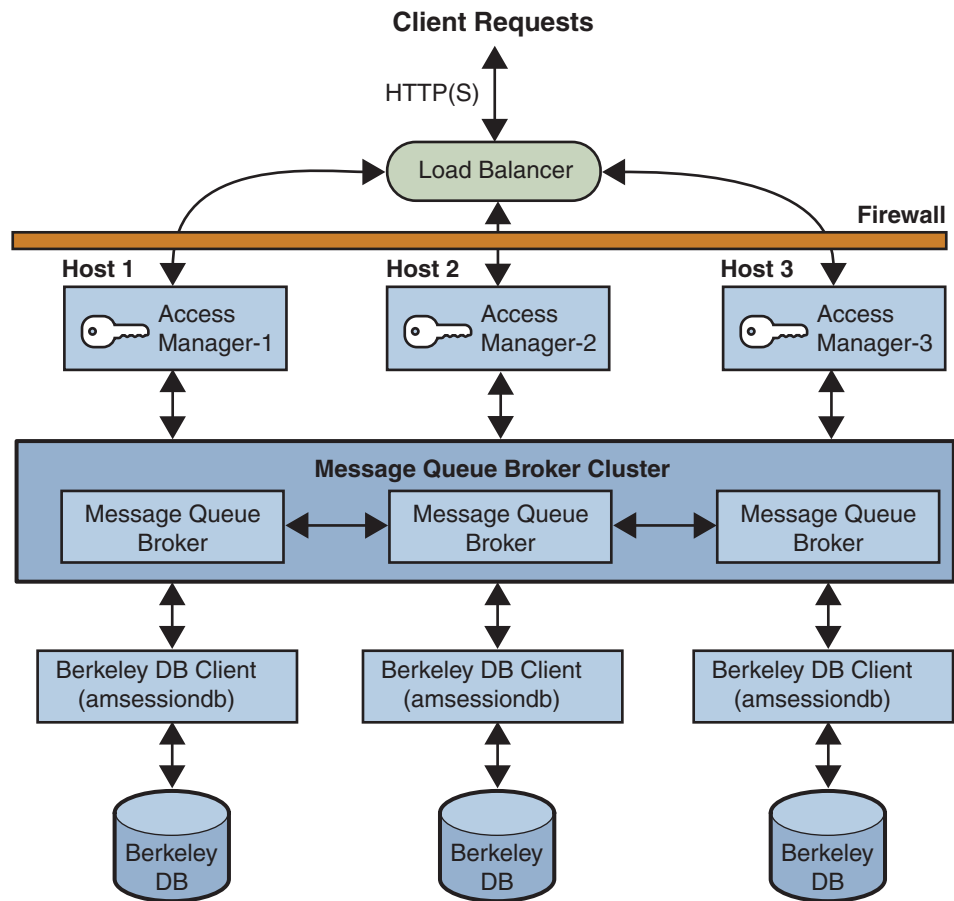 Client Requests
HTTP(S)
Load Balancer
Firewall
Host 1
Host 2
Host 3
Access
Manager-1
Access
Manager-2
Access
Manager-3
Message Queue Broker Cluster
Message Queue
Broker
Message Queue
Broker
Message Queue
Broker
Berkeley DB Client
(amsessiondb)
Berkeley DB Client
(amsessiondb)
Berkeley DB Client
(amsessiondb)
Berkeley
DB
Berkeley
DB
Berkeley
DB